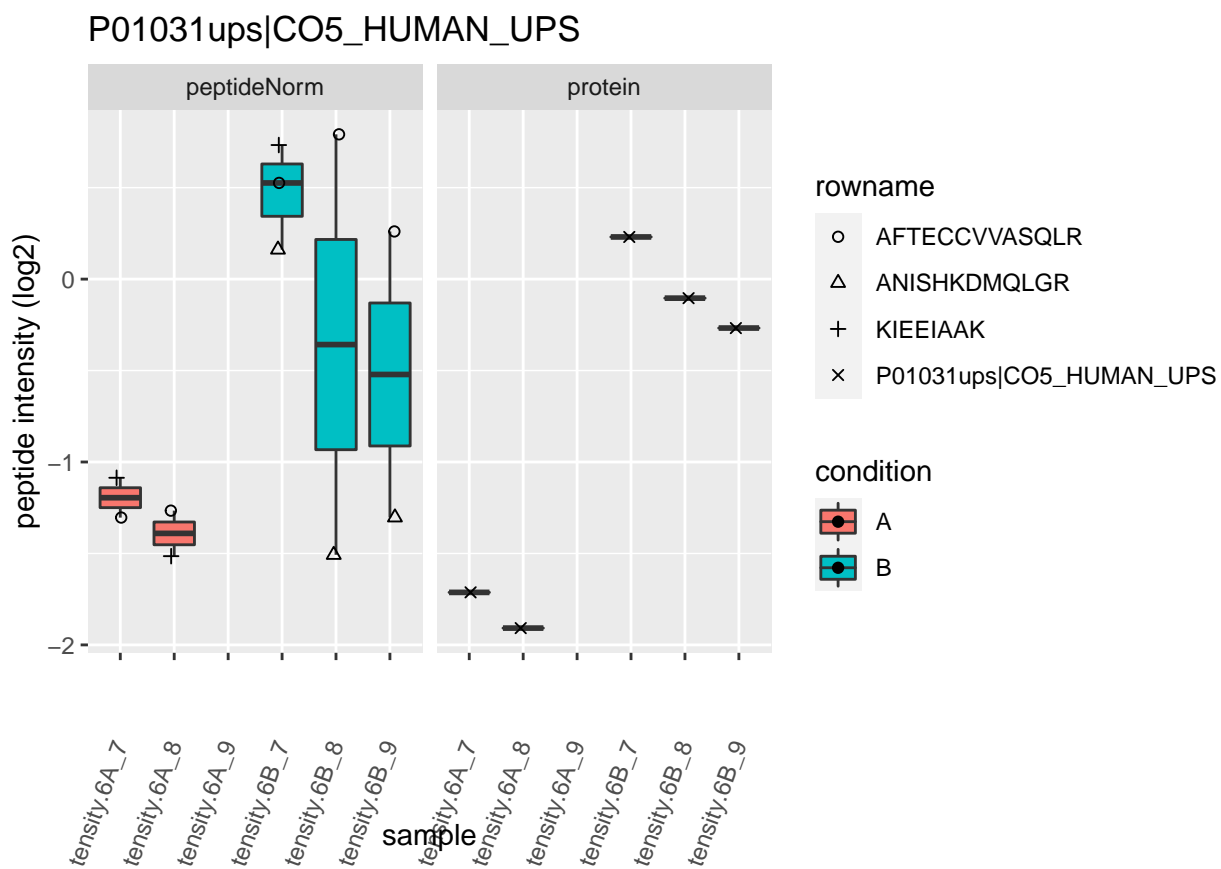 P01031ups|CO5_HUMAN_UPS
peptideNorm
protein
peptide intensity (log2)
0
−1
−2
tensity.6A_7
tensity.6A_8
tensity.6A_9
tensity.6B_7
tensity.6B_8
tensity.6B_9
tensity.6A_7
tensity.6A_8
tensity.6A_9
tensity.6B_7
tensity.6B_8
tensity.6B_9
sample
rowname
AFTECCVVASQLR
ANISHKDMQLGR
KIEEIAAK
P01031ups|CO5_HUMAN_UPS
condition
A
B